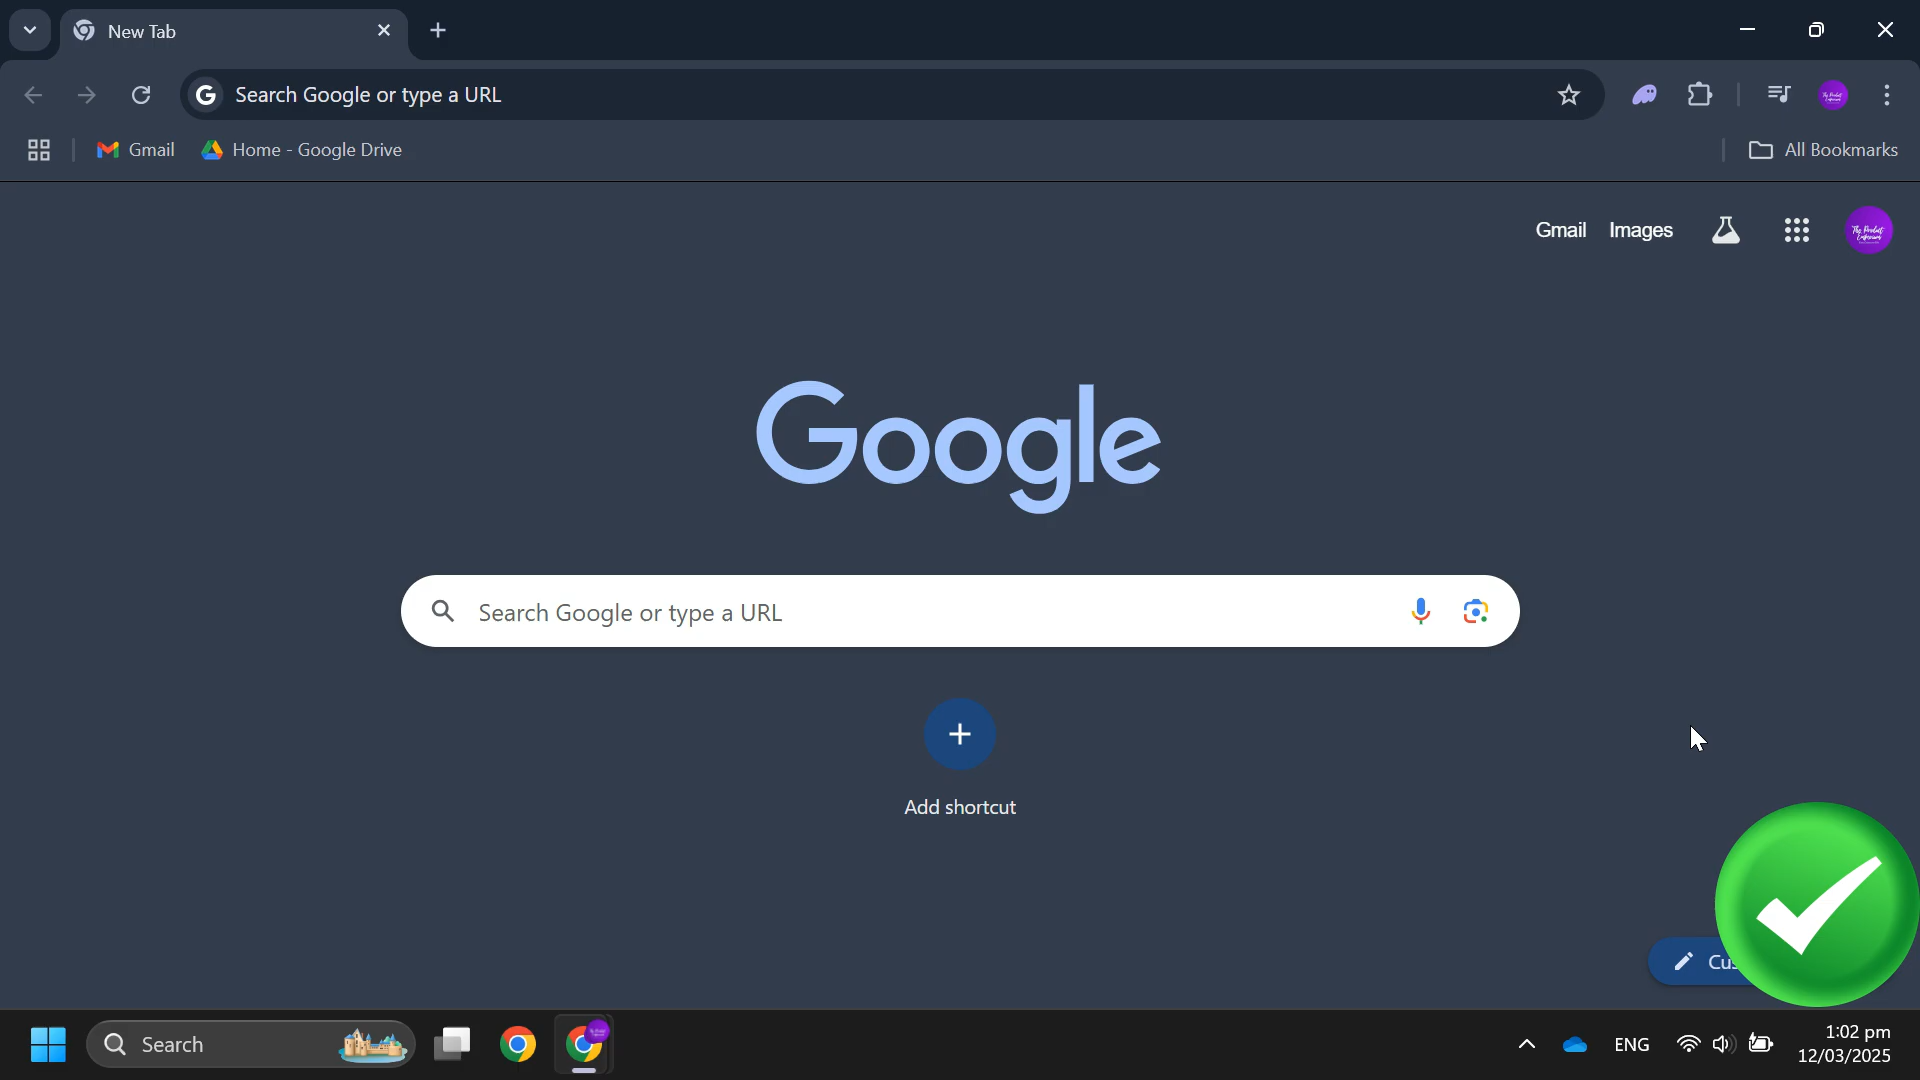 New Tab
Search Google or type a URL
Gmail
Home - Google Drive
All Bookmarks
Gmail Images
Google
Search Google or type a URL
Add shortcut
Cus
Search
ENG
1:02 pm
12/03/2025